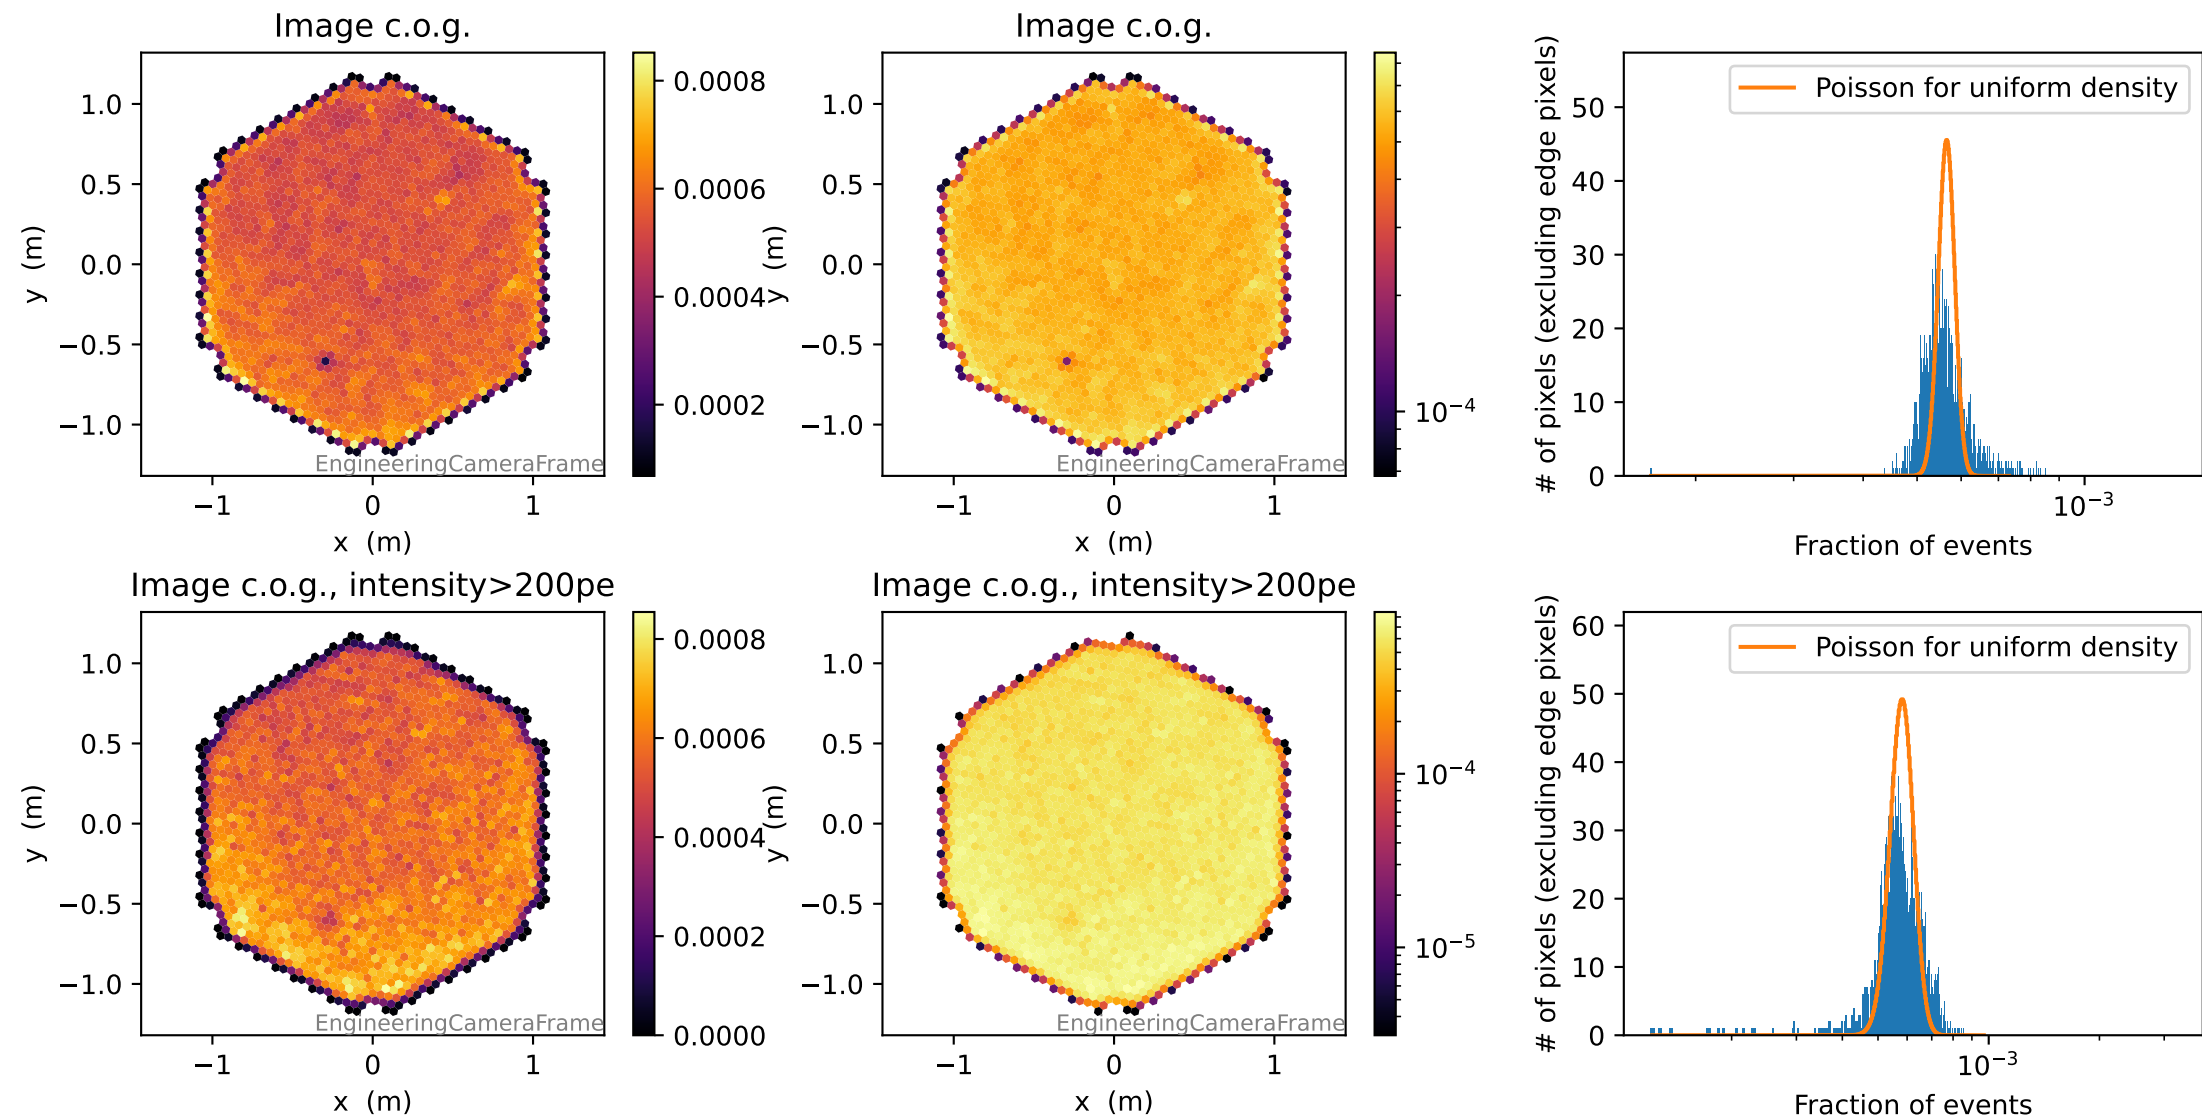 Image c.o.g.
1.0
0.5
0.0
−0.5
−1.0
y (m)
−1 0 1
x (m)
EngineeringCameraFrame
0.0008
0.0006
0.0004
0.0002
Image c.o.g.
1.0
0.5
0.0
−0.5
−1.0
y (m)
−1 0 1
x (m)
EngineeringCameraFrame
10⁻⁴
# of pixels (excluding edge pixels)
50
40
30
20
10
0
Poisson for uniform density
10⁻³
Fraction of events
Image c.o.g., intensity>200pe
1.0
0.5
0.0
−0.5
−1.0
y (m)
−1 0 1
x (m)
EngineeringCameraFrame
0.0008
0.0006
0.0004
0.0002
0.0000
Image c.o.g., intensity>200pe
1.0
0.5
0.0
−0.5
−1.0
y (m)
−1 0 1
x (m)
EngineeringCameraFrame
10⁻⁴
10⁻⁵
# of pixels (excluding edge pixels)
60
50
40
30
20
10
0
Poisson for uniform density
10⁻³
Fraction of events